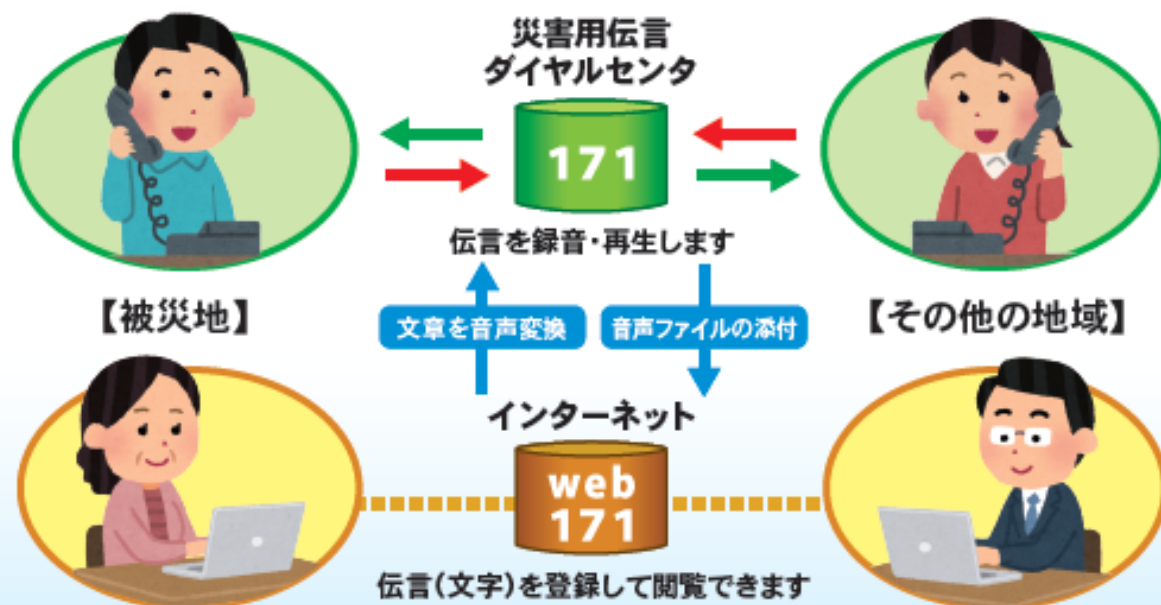 災害用伝言
ダイヤルセンタ
171
伝言を録音・再生します
【被災地】
【その他の地域】
文章を音声変換
音声ファイルの添付
インターネット
web
171
伝言(文字)を登録して閲覧できます